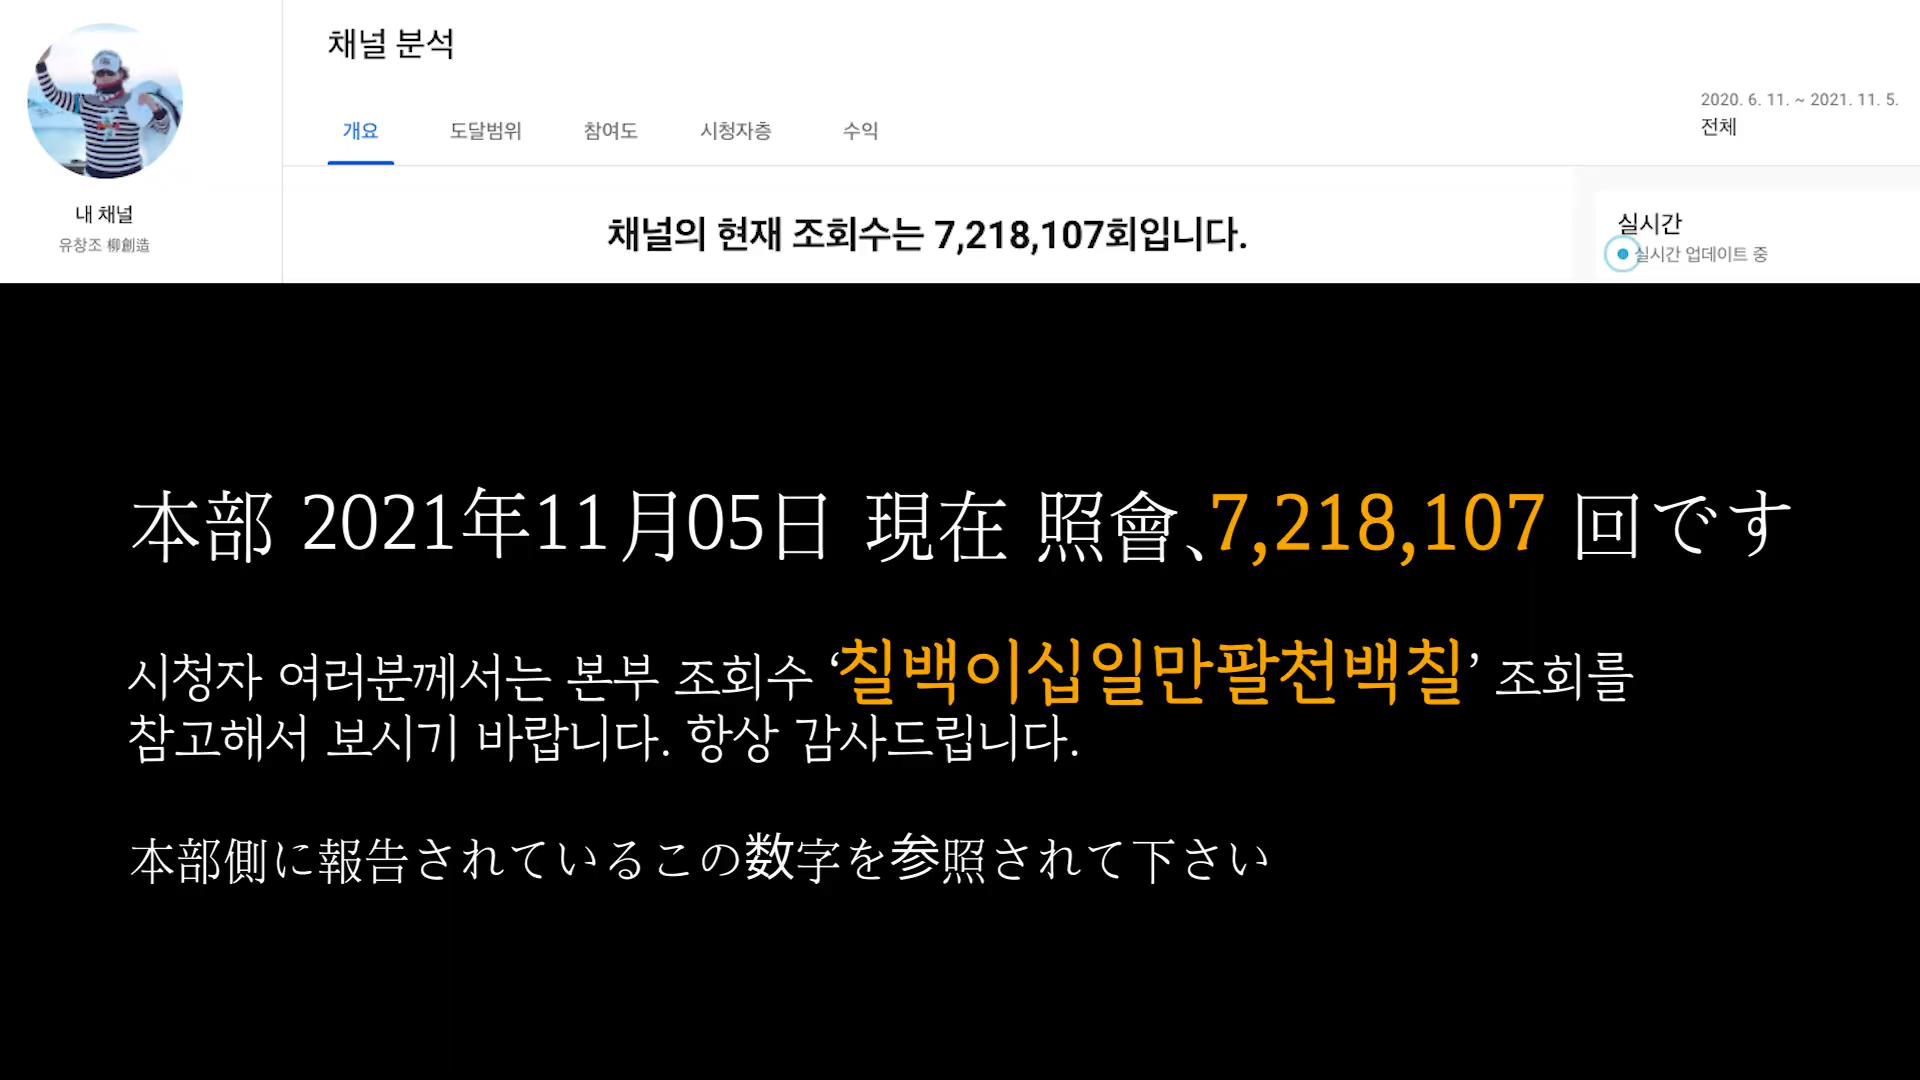 채널 분석
2020. 6. 11. ~ 2021. 11. 5.
전체
개요 도달범위 참여도 시청자층 수익
내 채널
유창조 柳創造
채널의 현재 조회수는 7,218,107회입니다.
실시간
실시간 업데이트 중
本部 2021年11月05日 現在 照會、7,218,107 回です
시청자 여러분께서는 본부 조회수 ‘칠백이십일만팔천백칠’ 조회를
참고해서 보시기 바랍니다. 항상 감사드립니다.
本部側に報告されているこの数字を参照されて下さい